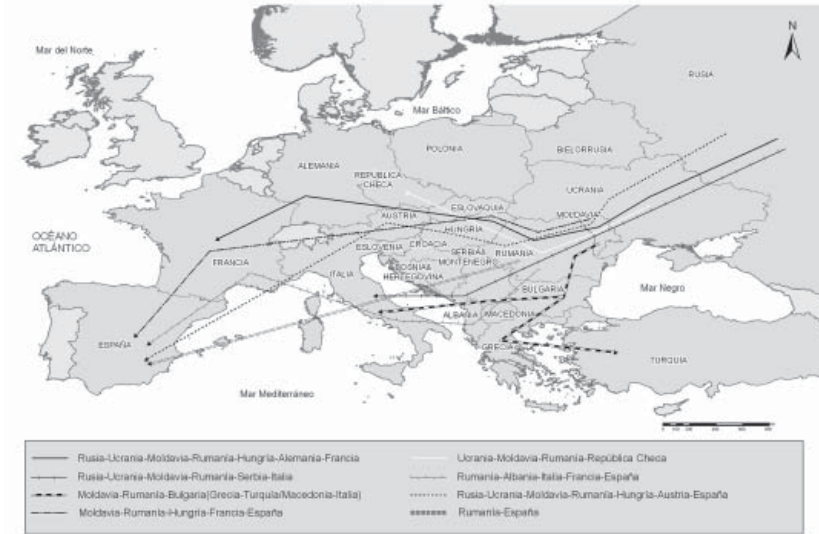 N
Mar del Norte
RUSIA
Mar Báltico
BIELORRUSIA
POLONIA
ALEMANIA
REPÚBLICA
CHECA
UCRANIA
ESLOVAQUIA
MOLDAVIA
AUSTRIA
HUNGRÍA
OCÉANO
ATLÁNTICO
FRANCIA
ESLOVENIA
CROACIA
RUMANÍA
SERBIA
MONTENEGRO
ITALIA
BOSNIA
HERZEGOVINA
Mar Negro
BULGARIA
ESPAÑA
ALBANIA
MACEDONIA
GRECIA
TURQUIA
Mar Mediterráneo
Rusia-Ucrania-Moldavia-Rumanía-Hungría-Alemania-Francia
Ucrania-Moldavia-Rumanía-República Checa
Rusia-Ucrania-Moldavia-Rumanía-Serbia-Italia
Rumanía-Albania-Italia-Francia-España
Moldavia-Rumanía-Bulgaria(Grecia-Turquía/Macedonia-Italia)
Rusia-Ucrania-Moldavia-Rumanía-Hungría-Austria-España
Moldavia-Rumanía-Hungría-Francia-España
Rumanía-España